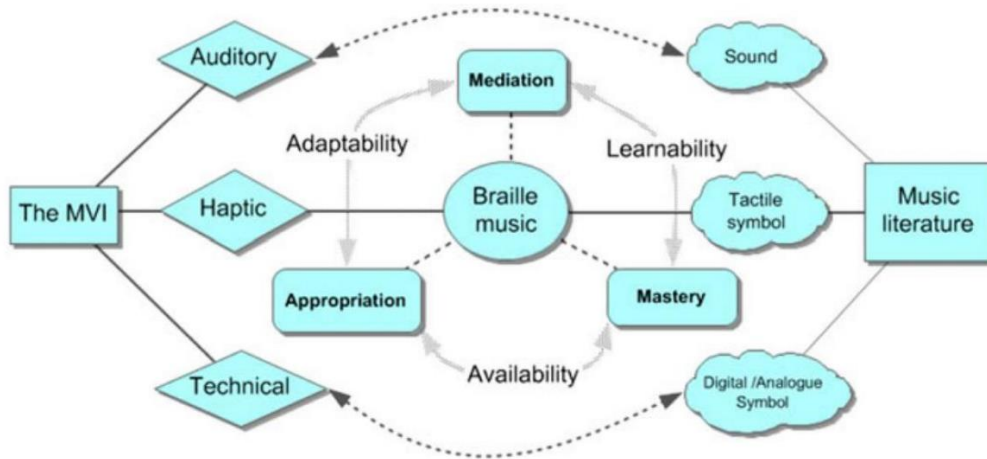 Auditory
Sound
Mediation
Adaptability
Learnability
The MVI
Haptic
Braille
music
Tactile
symbol
Music
literature
Appropriation
Mastery
Availability
Technical
Digital /Analogue
Symbol